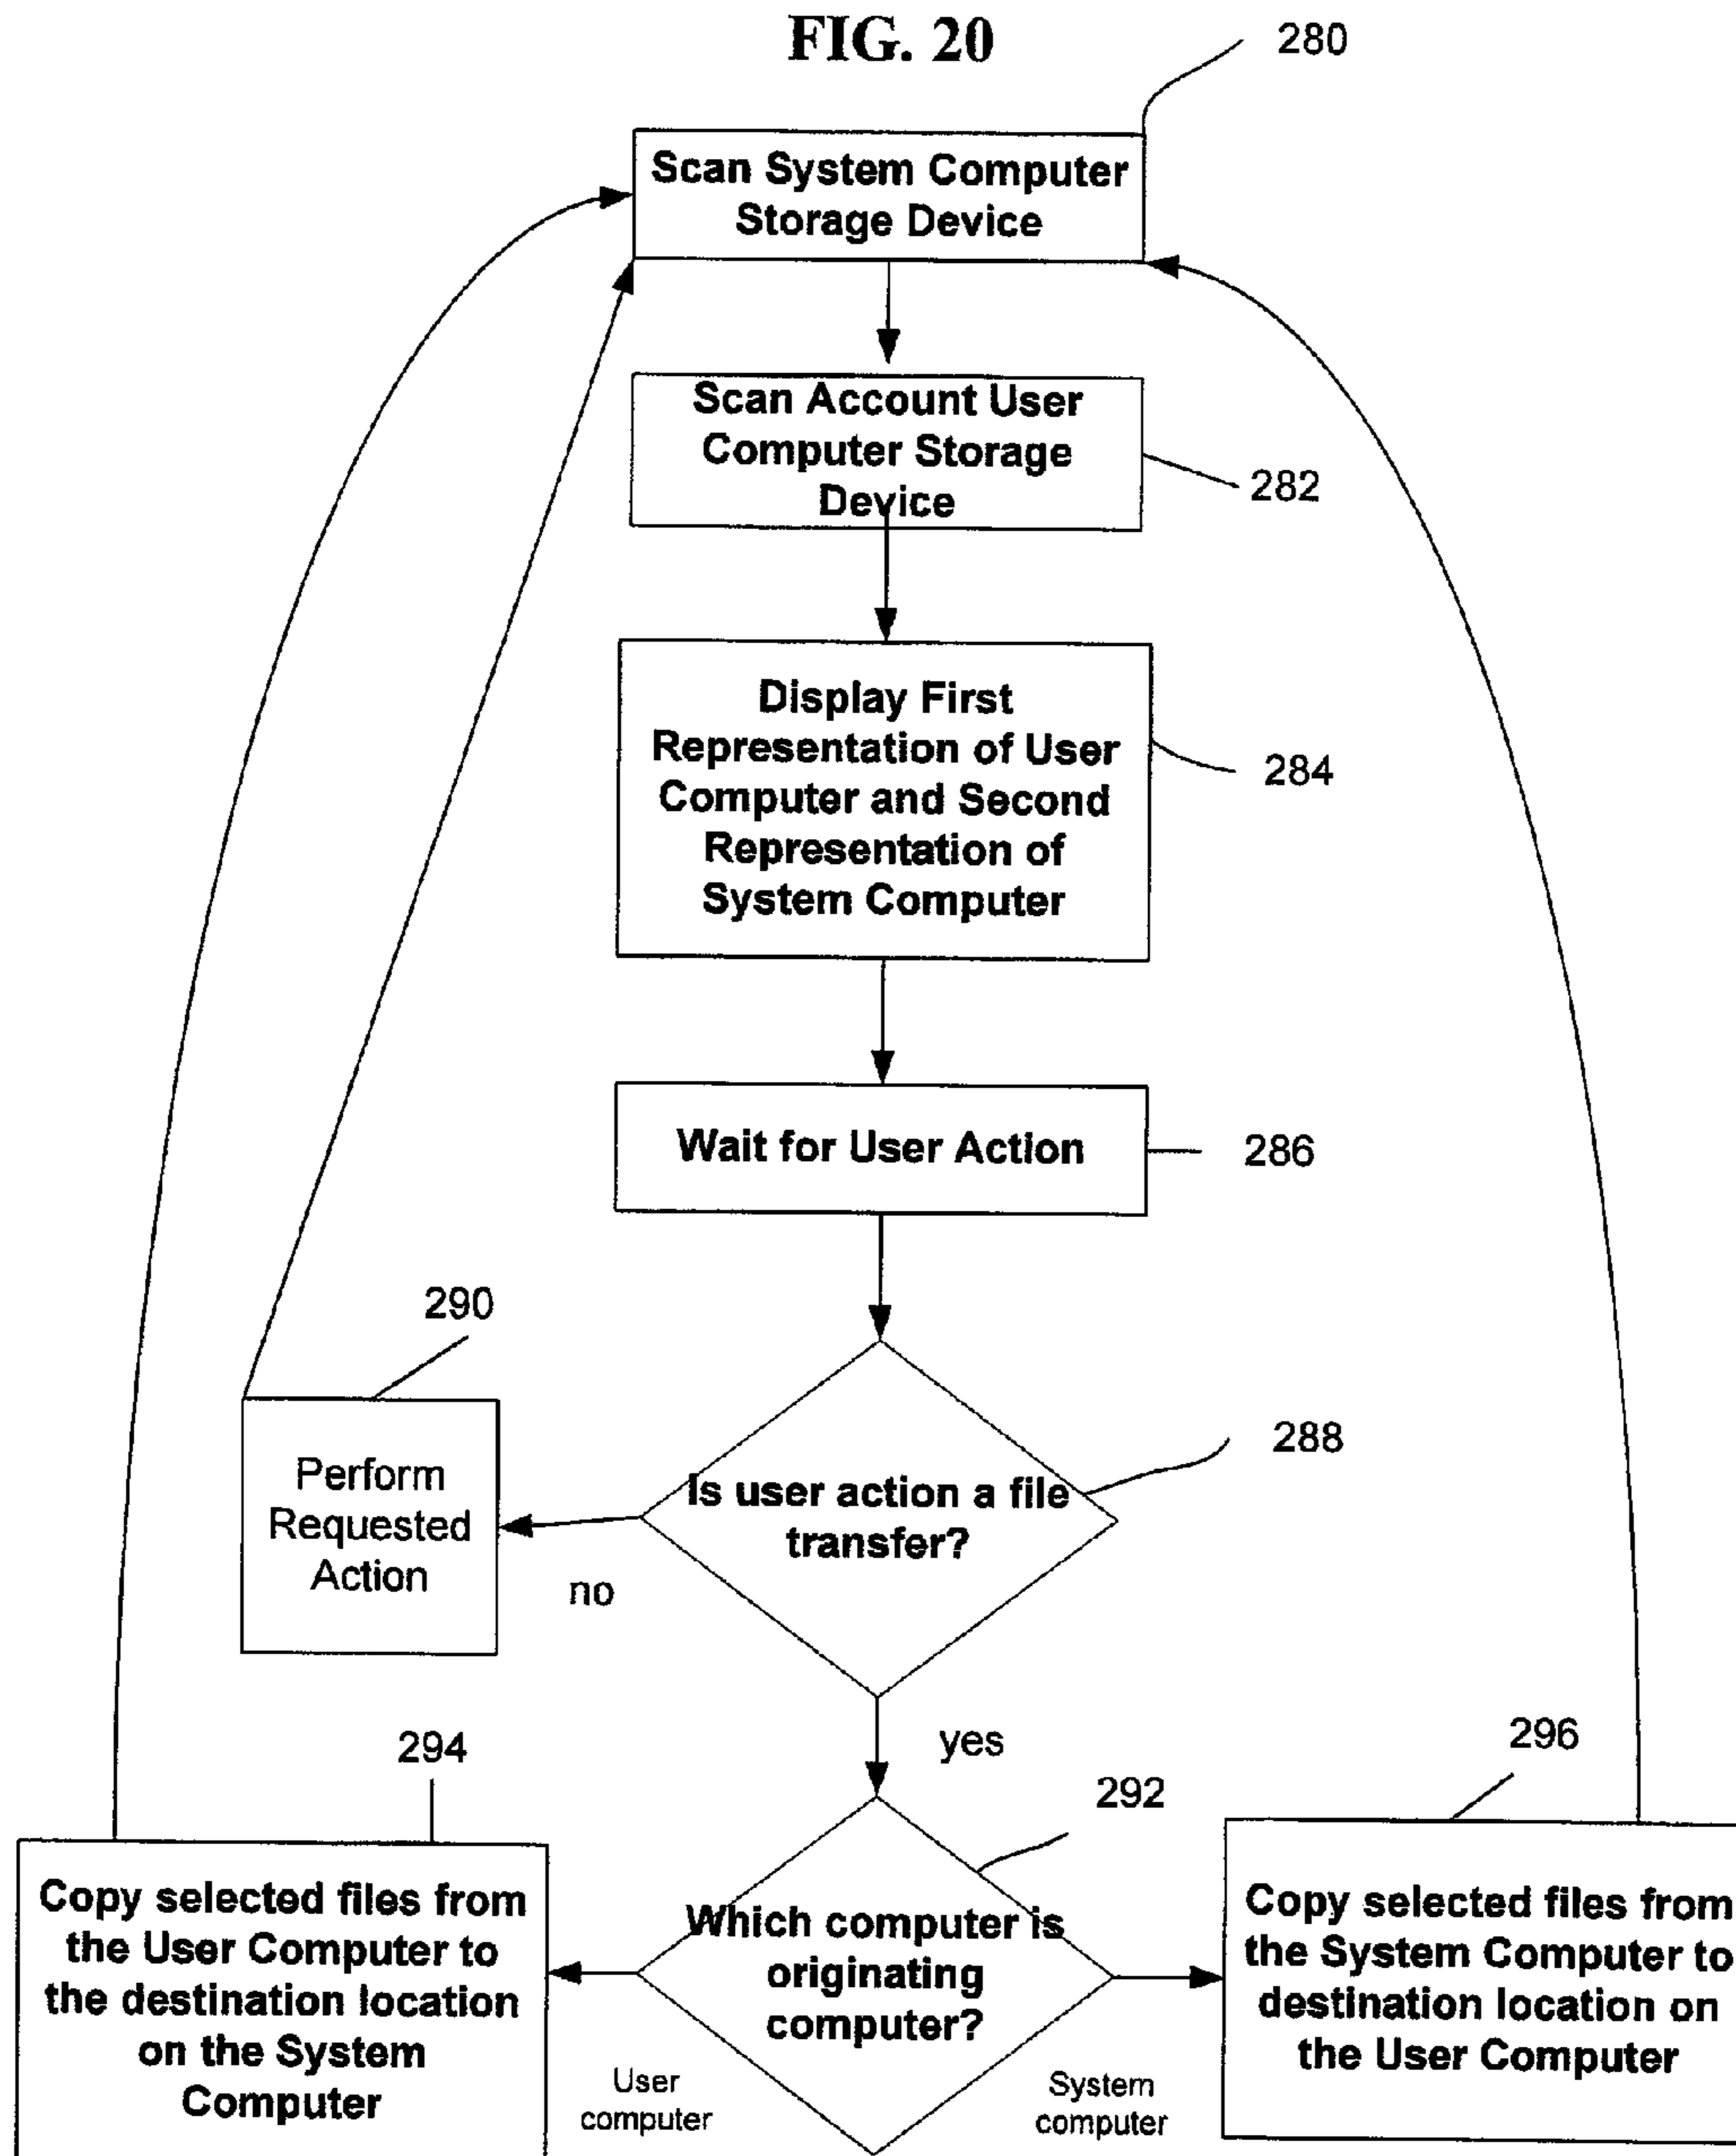 FIG. 20
280
Scan System Computer
Storage Device
Scan Account User
Computer Storage
Device
282
Display First
Representation of User
Computer and Second
Representation of
System Computer
284
Wait for User Action
286
290
Perform
Requested
Action
Is user action a file
transfer?
288
no
yes
294
292
296
Copy selected files from
the User Computer to
the destination location
on the System
Computer
Which computer is
originating
computer?
Copy selected files from
the System Computer to
destination location on
the User Computer
User
computer
System
computer